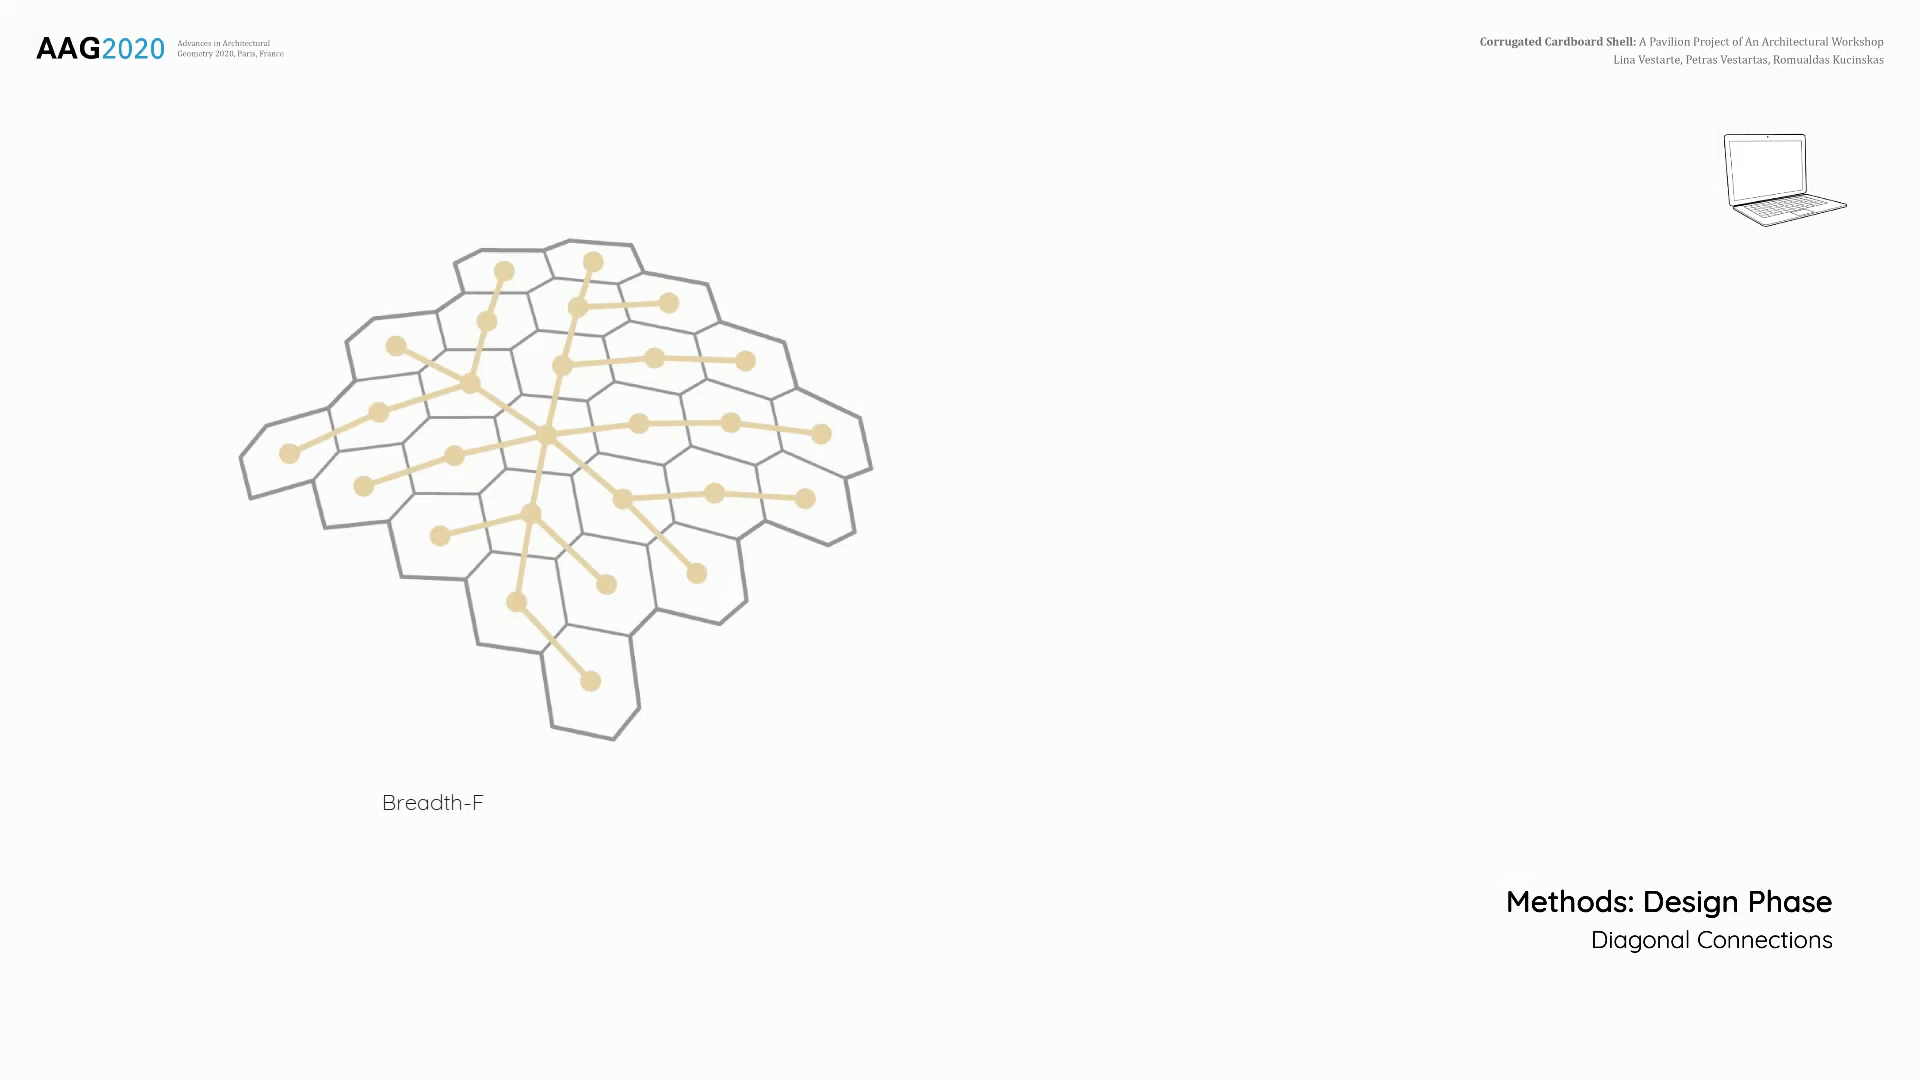 AAG2020
Advances in Architectural
Geometry 2020, Paris, France
Corrugated Cardboard Shell: A Pavilion Project of An Architectural Workshop
Lina Vestarte, Petras Vestartas, Romualdas Kucinskas
Breadth-F
Methods: Design Phase
Diagonal Connections